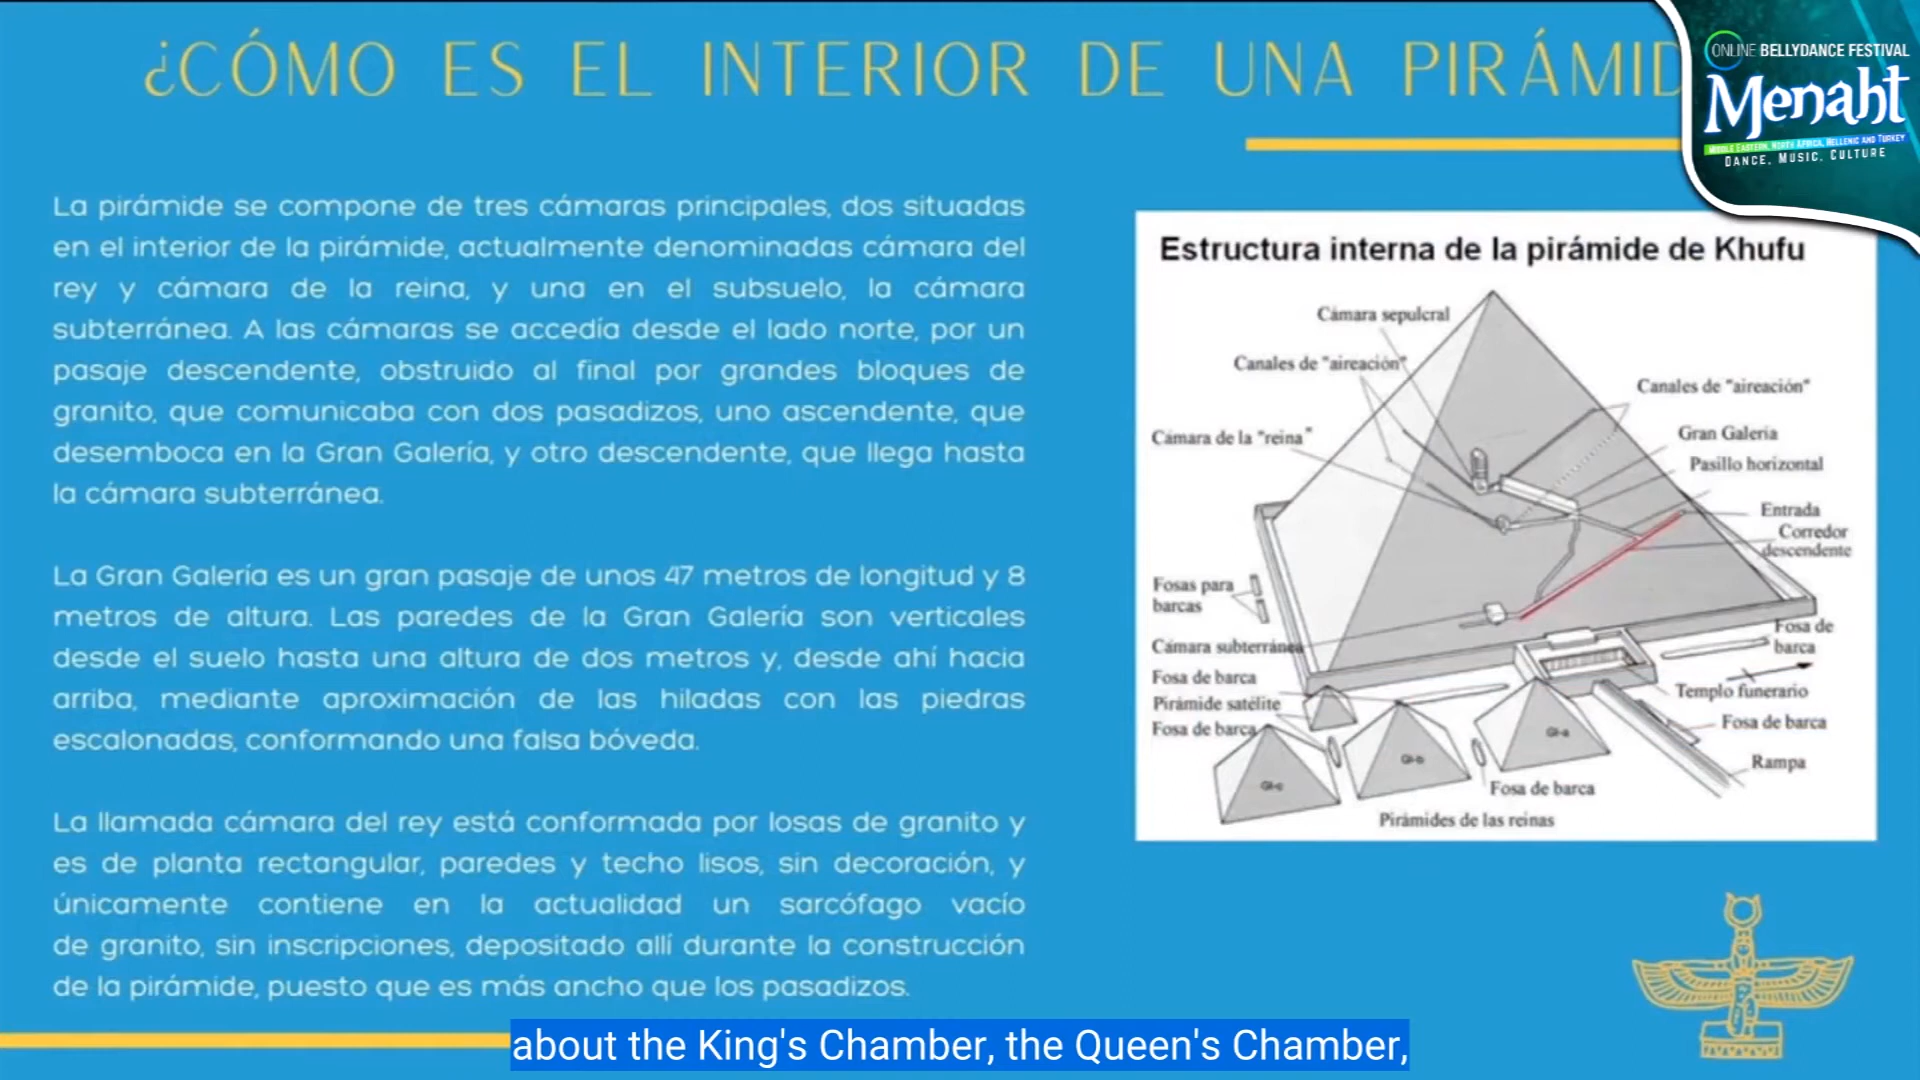 ¿CÓMO ES EL INTERIOR DE UNA PIRÁMID
ONLINE BELLYDANCE FESTIVAL
Menaht
MIDDLE EASTERN, NORTH AFRICA, HELLENIC AND TURKEY
DANCE, MUSIC, CULTURE
La pirámide se compone de tres cámaras principales, dos situadas
en el interior de la pirámide, actualmente denominadas cámara del
rey y cámara de la reina, y una en el subsuelo, la cámara
subterránea. A las cámaras se accedía desde el lado norte, por un
pasaje descendente, obstruido al final por grandes bloques de
granito, que comunicaba con dos pasadizos, uno ascendente, que
desemboca en la Gran Galería, y otro descendente, que llega hasta
la cámara subterránea.
La Gran Galería es un gran pasaje de unos 47 metros de longitud y 8
metros de altura. Las paredes de la Gran Galería son verticales
desde el suelo hasta una altura de dos metros y, desde ahí hacia
arriba, mediante aproximación de las hiladas con las piedras
escalonadas, conformando una falsa bóveda.
La llamada cámara del rey está conformada por losas de granito y
es de planta rectangular, paredes y techo lisos, sin decoración, y
únicamente contiene en la actualidad un sarcófago vacío
de granito, sin inscripciones, depositado allí durante la construcción
de la pirámide, puesto que es más ancho que los pasadizos.
Estructura interna de la pirámide de Khufu
Cámara sepulcral
Canales de "aireación"
Canales de "aireación"
Cámara de la "reina"
Gran Galería
Pasillo horizontal
Entrada
Corredor
descendente
Fosas para
barcas
Cámara subterránea
Fosa de
barca
Fosa de barca
Pirámide satélite
Fosa de barca
Templo funerario
Fosa de barca
Rampa
GI-a
GI-b
GI-c
Fosa de barca
Pirámides de las reinas
about the King's Chamber, the Queen's Chamber,